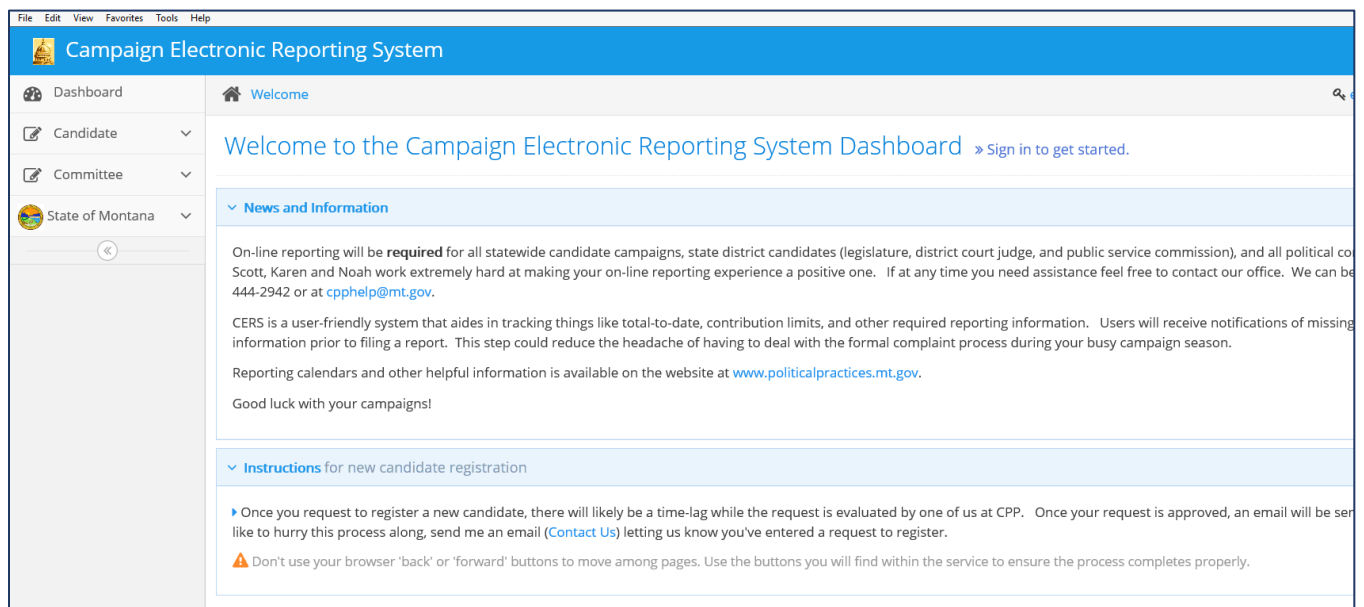 File Edit View Favorites Tools Help
Campaign Electronic Reporting System
Dashboard
Welcome
Candidate
Welcome to the Campaign Electronic Reporting System Dashboard » Sign in to get started.
Committee
State of Montana
News and Information
On-line reporting will be required for all statewide candidate campaigns, state district candidates (legislature, district court judge, and public service commission), and all political
Scott, Karen and Noah work extremely hard at making your on-line reporting experience a positive one. If at any time you need assistance feel free to contact our office. We can be
444-2942 or at cpphelp@mt.gov.
CERS is a user-friendly system that aides in tracking things like total-to-date, contribution limits, and other required reporting information. Users will receive notifications of missing
information prior to filing a report. This step could reduce the headache of having to deal with the formal complaint process during your busy campaign season.
Reporting calendars and other helpful information is available on the website at www.politicalpractices.mt.gov.
Good luck with your campaigns!
Instructions for new candidate registration
Once you request to register a new candidate, there will likely be a time-lag while the request is evaluated by one of us at CPP. Once your request is approved, an email will be
like to hurry this process along, send me an email (Contact Us) letting us know you've entered a request to register.
Don't use your browser 'back' or 'forward' buttons to move among pages. Use the buttons you will find within the service to ensure the process completes properly.